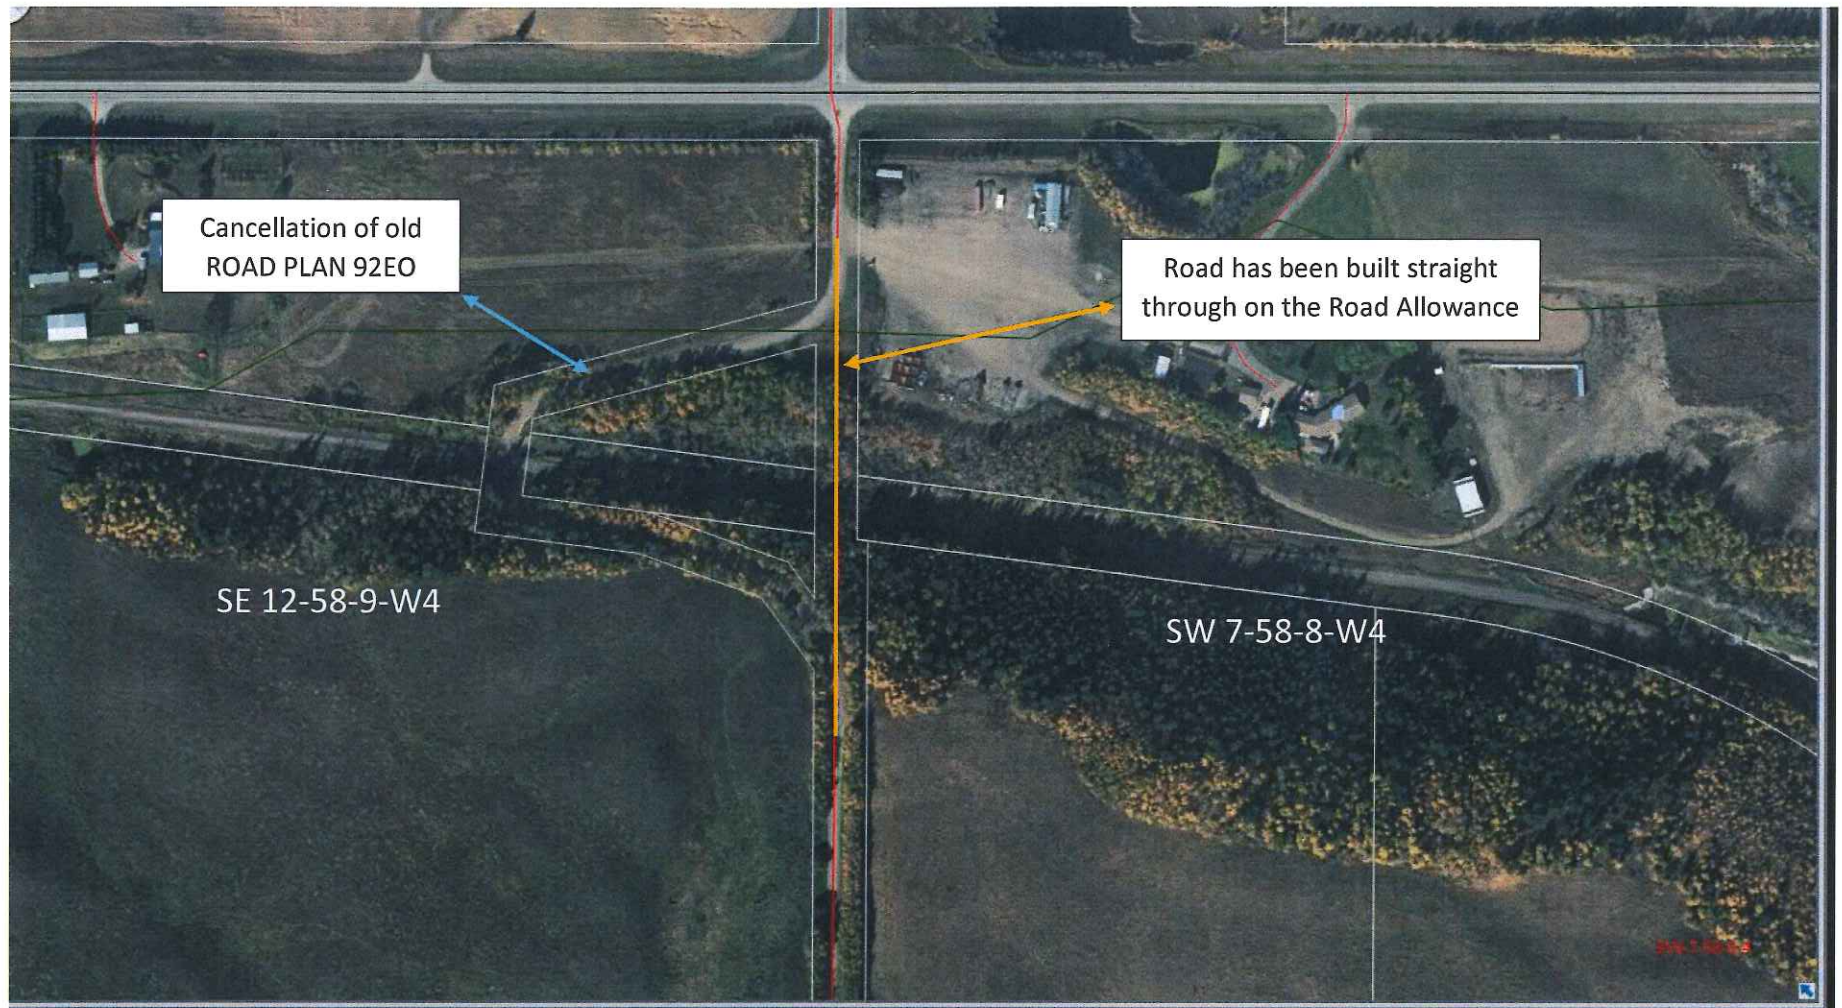 Cancellation of old
ROAD PLAN 92EO
Road has been built straight
through on the Road Allowance
SE 12-58-9-W4
SW 7-58-8-W4